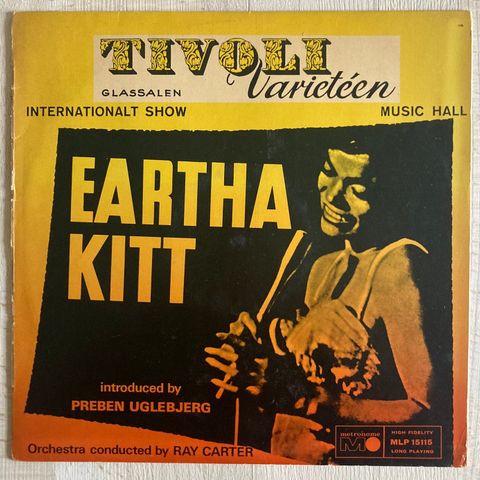 TIVOLI
GLASSALEN Varietéen
INTERNATIONALT SHOW MUSIC HALL
EARTHA
KITT
introduced by
PREBEN UGLEBJERG
Orchestra conducted by RAY CARTER
metronome
HIGH FIDELITY
MLP 15115
LONG PLAYING